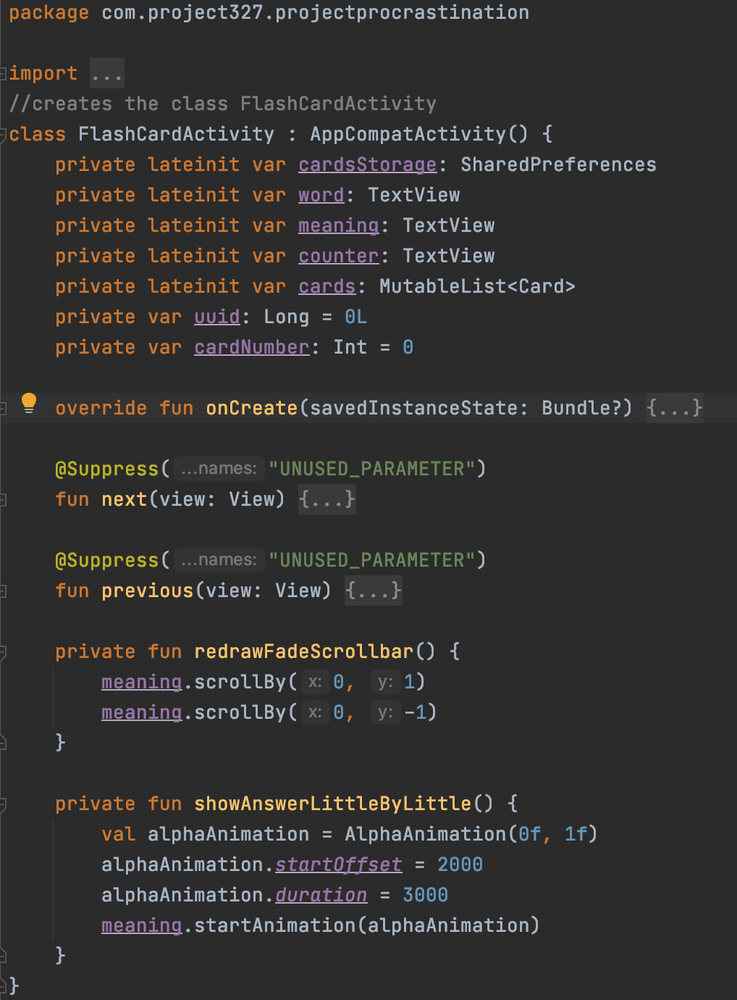 package com.project327.projectprocrastination
import ...
//creates the class FlashCardActivity
class FlashCardActivity : AppCompatActivity() {
    private lateinit var cardsStorage: SharedPreferences
    private lateinit var word: TextView
    private lateinit var meaning: TextView
    private lateinit var counter: TextView
    private lateinit var cards: MutableList<Card>
    private var uuid: Long = 0L
    private var cardNumber: Int = 0
    override fun onCreate(savedInstanceState: Bundle?) {...}
    @Suppress( ...names: "UNUSED_PARAMETER")
    fun next(view: View) {...}
    @Suppress( ...names: "UNUSED_PARAMETER")
    fun previous(view: View) {...}
    private fun redrawFadeScrollbar() {
        meaning.scrollBy( x: 0, y: 1)
        meaning.scrollBy( x: 0, y: -1)
    }
    private fun showAnswerLittleByLittle() {
        val alphaAnimation = AlphaAnimation(0f, 1f)
        alphaAnimation.startOffset = 2000
        alphaAnimation.duration = 3000
        meaning.startAnimation(alphaAnimation)
    }
}